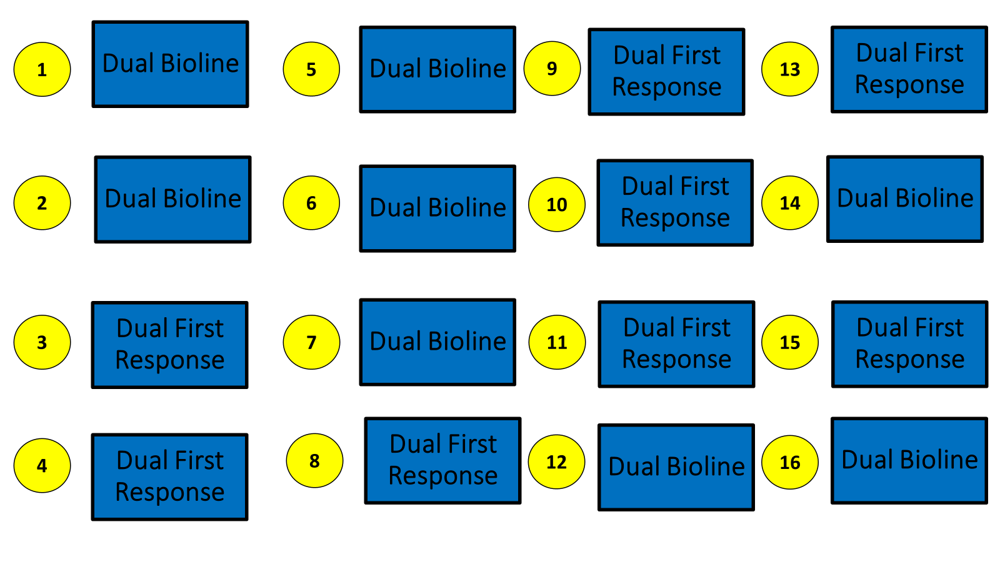 1
Dual Bioline
2
Dual Bioline
3
Dual First
Response
4
Dual First
Response
5
Dual Bioline
6
Dual Bioline
7
Dual Bioline
8
Dual First
Response
9
Dual First
Response
10
Dual First
Response
11
Dual First
Response
12
Dual Bioline
13
Dual First
Response
14
Dual Bioline
15
Dual First
Response
16
Dual Bioline